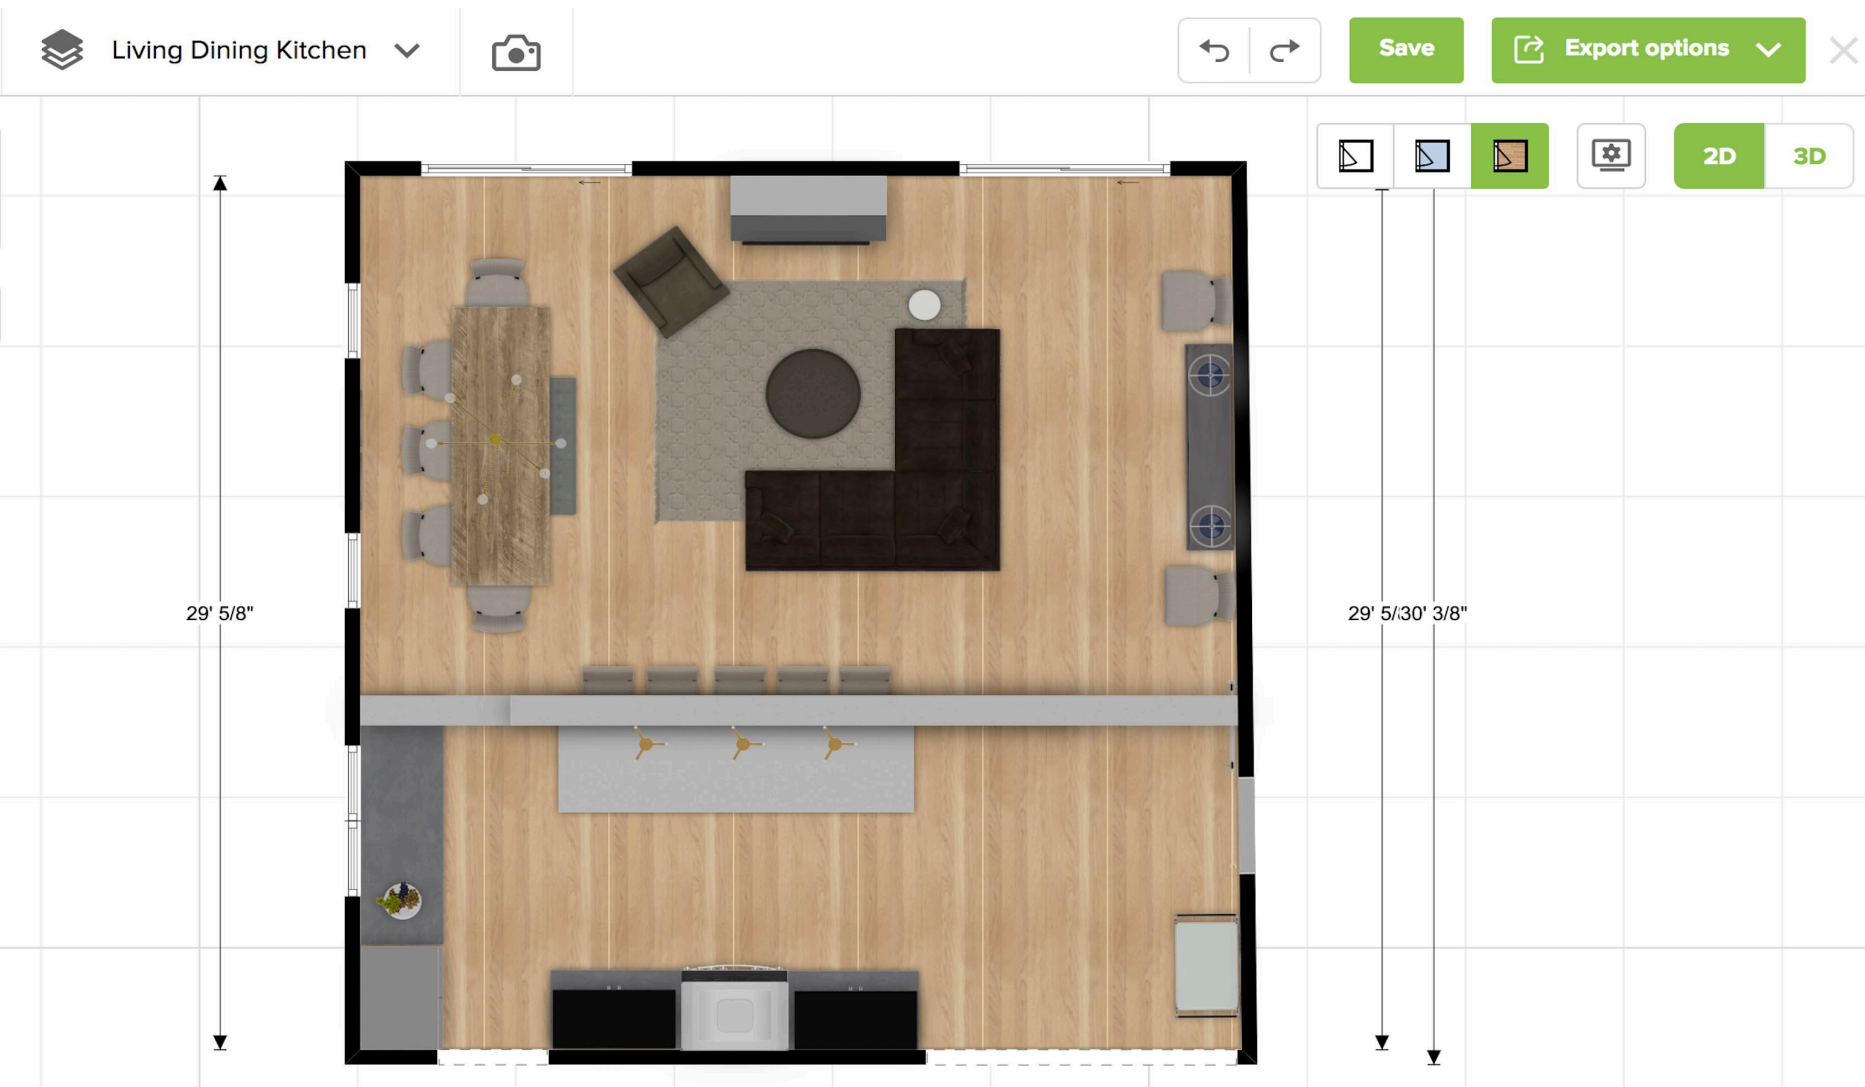 Living Dining Kitchen
Save
Export options
2D
3D
29' 5/8"
29' 5/
30' 3/8"